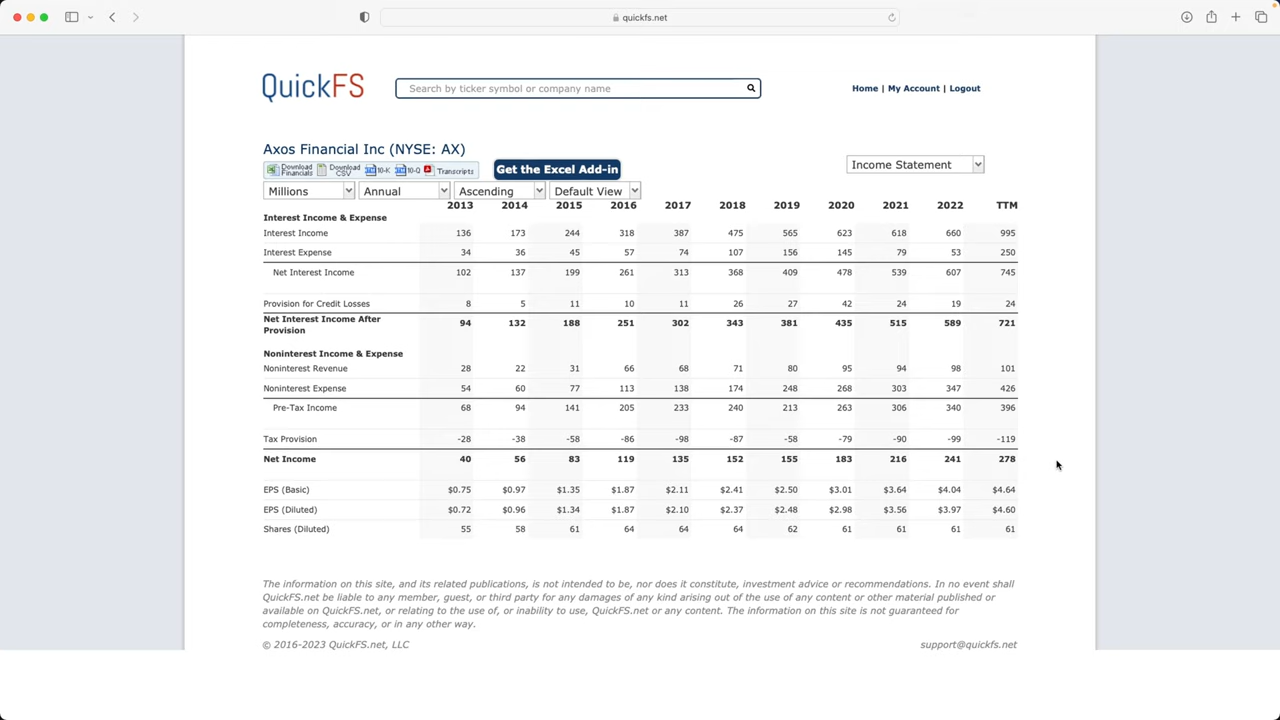 quickfs.net
QuickFS
Search by ticker symbol or company name
Home | My Account | Logout
Axos Financial Inc (NYSE: AX)
Download Financials Download CSV 10-K 10-Q Transcripts
Get the Excel Add-in
Income Statement
Millions Annual Ascending Default View
2013 2014 2015 2016 2017 2018 2019 2020 2021 2022 TTM
Interest Income & Expense
Interest Income 136 173 244 318 387 475 565 623 618 660 995
Interest Expense 34 36 45 57 74 107 156 145 79 53 250
Net Interest Income 102 137 199 261 313 368 409 478 539 607 745
Provision for Credit Losses 8 5 11 10 11 26 27 42 24 19 24
Net Interest Income After
Provision 94 132 188 251 302 343 381 435 515 589 721
Noninterest Income & Expense
Noninterest Revenue 28 22 31 66 68 71 80 95 94 98 101
Noninterest Expense 54 60 77 113 138 174 248 268 303 347 426
Pre-Tax Income 68 94 141 205 233 240 213 263 306 340 396
Tax Provision -28 -38 -58 -86 -98 -87 -58 -79 -90 -99 -119
Net Income 40 56 83 119 135 152 155 183 216 241 278
EPS (Basic) $0.75 $0.97 $1.35 $1.87 $2.11 $2.41 $2.50 $3.01 $3.64 $4.04 $4.64
EPS (Diluted) $0.72 $0.96 $1.34 $1.87 $2.10 $2.37 $2.48 $2.98 $3.56 $3.97 $4.60
Shares (Diluted) 55 58 61 64 64 64 62 61 61 61 61
The information on this site, and its related publications, is not intended to be, nor does it constitute, investment advice or recommendations. In no event shall
QuickFS.net be liable to any member, guest, or third party for any damages of any kind arising out of the use of any content or other material published or
available on QuickFS.net, or relating to the use of, or inability to use, QuickFS.net or any content. The information on this site is not guaranteed for
completeness, accuracy, or in any other way.
© 2016-2023 QuickFS.net, LLC
support@quickfs.net